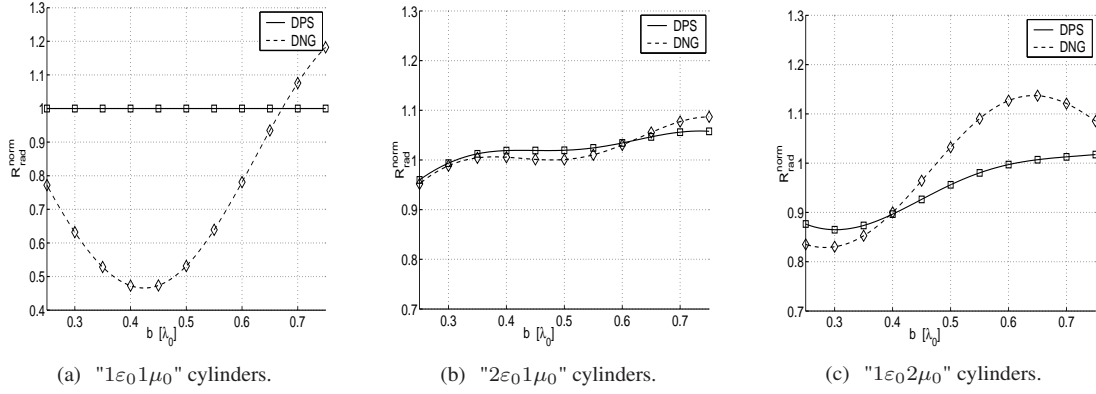 1.3
1.2
1.1
1
0.9
0.8
0.7
0.6
0.5
0.4
R_rad^norm
0.3 0.4 0.5 0.6 0.7
b [λ₀]
DPS
DNG
(a) "1ε₀1μ₀" cylinders.
1.3
1.2
1.1
1
0.9
0.8
0.7
R_rad^norm
0.3 0.4 0.5 0.6 0.7
b [λ₀]
DPS
DNG
(b) "2ε₀1μ₀" cylinders.
1.3
1.2
1.1
1
0.9
0.8
0.7
R_rad^norm
0.3 0.4 0.5 0.6 0.7
b [λ₀]
DPS
DNG
(c) "1ε₀2μ₀" cylinders.